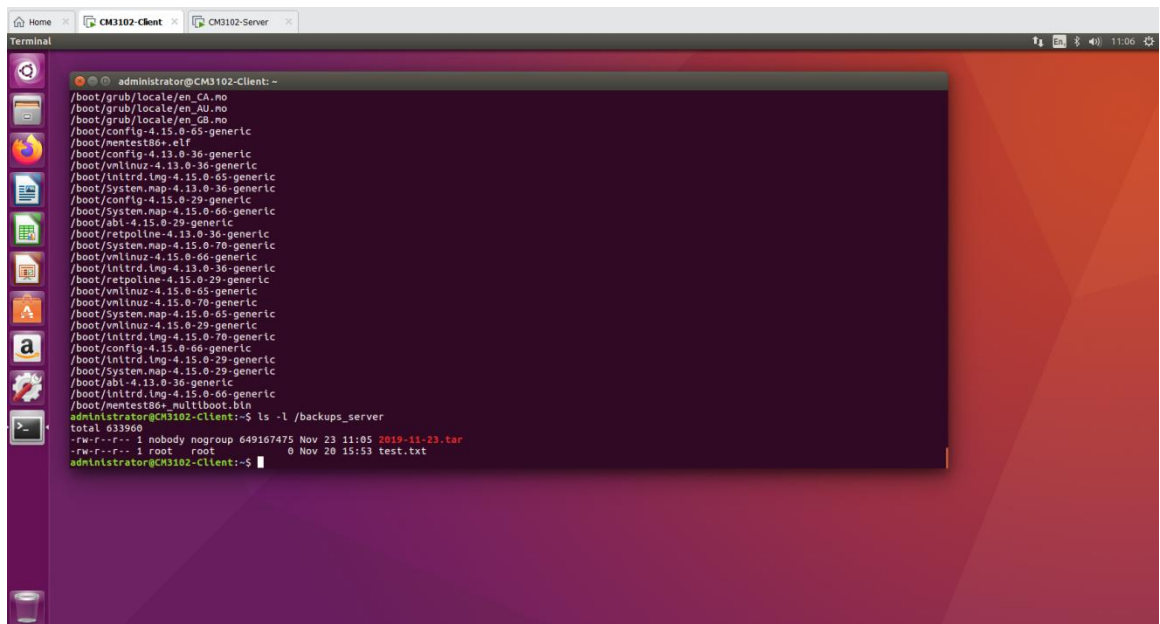 Home
CM3102-Client
CM3102-Server
Terminal
En
11:06
administrator@CM3102-Client: ~
/boot/grub/locale/en_CA.mo
/boot/grub/locale/en_AU.mo
/boot/grub/locale/en_GB.mo
/boot/config-4.15.0-65-generic
/boot/memtest86+.elf
/boot/config-4.13.0-36-generic
/boot/vmlinuz-4.13.0-36-generic
/boot/initrd.img-4.15.0-65-generic
/boot/System.map-4.13.0-36-generic
/boot/config-4.15.0-29-generic
/boot/System.map-4.15.0-66-generic
/boot/abi-4.15.0-29-generic
/boot/retpoline-4.13.0-36-generic
/boot/System.map-4.15.0-70-generic
/boot/vmlinuz-4.15.0-66-generic
/boot/initrd.img-4.13.0-36-generic
/boot/retpoline-4.15.0-29-generic
/boot/vmlinuz-4.15.0-65-generic
/boot/vmlinuz-4.15.0-70-generic
/boot/System.map-4.15.0-65-generic
/boot/vmlinuz-4.15.0-29-generic
/boot/initrd.img-4.15.0-70-generic
/boot/config-4.15.0-66-generic
/boot/initrd.img-4.15.0-29-generic
/boot/System.map-4.15.0-29-generic
/boot/abi-4.13.0-36-generic
/boot/initrd.img-4.15.0-66-generic
/boot/memtest86+_multiboot.bin
administrator@CM3102-Client:~$ ls -l /backups_server
total 633960
-rw-r--r-- 1 nobody nogroup 649167475 Nov 23 11:05 2019-11-23.tar
-rw-r--r-- 1 root   root            0 Nov 20 15:53 test.txt
administrator@CM3102-Client:~$